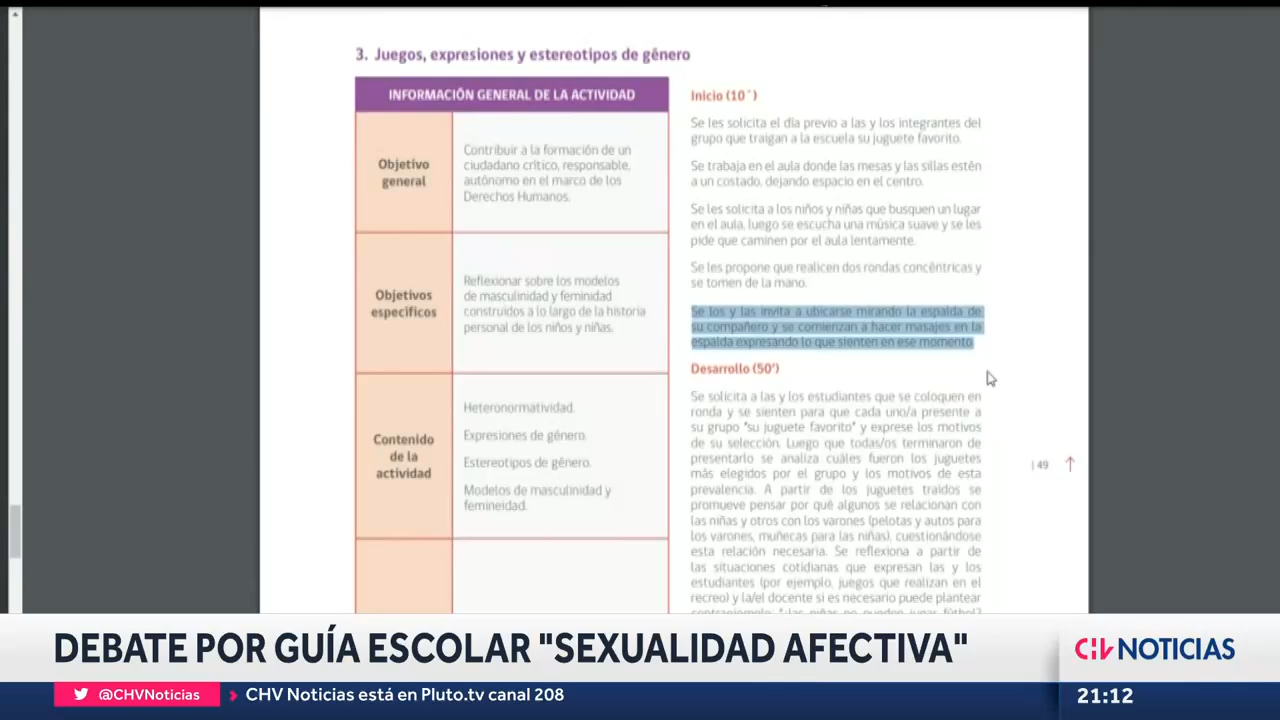 3. Juegos, expresiones y estereotipos de género
INFORMACIÓN GENERAL DE LA ACTIVIDAD
Objetivo
general
Contribuir a la formación de un
ciudadano crítico, responsable,
autónomo en el marco de los
Derechos Humanos.
Objetivos
específicos
Reflexionar sobre los modelos
de masculinidad y feminidad
construidos a lo largo de la historia
personal de los niños y niñas.
Contenido
de la
actividad
Heteronormatividad.
Expresiones de género.
Estereotipos de género.
Modelos de masculinidad y
femineidad.
Inicio (10´)
Se les solicita el día previo a las y los integrantes del
grupo que traigan a la escuela su juguete favorito.
Se trabaja en el aula donde las mesas y las sillas estén
a un costado, dejando espacio en el centro.
Se les solicita a los niños y niñas que busquen un lugar
en el aula, luego se escucha una música suave y se les
pide que caminen por el aula lentamente.
Se les propone que realicen dos rondas concéntricas y
se tomen de la mano.
Se los y las invita a ubicarse mirando la espalda de
su compañero y se comienzan a hacer masajes en la
espalda expresando lo que sienten en ese momento.
Desarrollo (50')
Se solicita a las y los estudiantes que se coloquen en
ronda y se sienten para que cada uno/a presente a
su grupo "su juguete favorito" y exprese los motivos
de su selección. Luego que todas/os terminaron de
presentarlo se analiza cuáles fueron los juguetes
más elegidos por el grupo y los motivos de esta
prevalencia. A partir de los juguetes traídos se
promueve pensar por qué algunos se relacionan con
las niñas y otros con los varones (pelotas y autos para
los varones, muñecas para las niñas), cuestionándose
esta relación necesaria. Se reflexiona a partir de
las situaciones cotidianas que expresan las y los
estudiantes (por ejemplo, juegos que realizan en el
recreo) y la/el docente si es necesario puede plantear
contraejemplo: "¿las niñas no pueden jugar fútbol?
| 49
DEBATE POR GUÍA ESCOLAR "SEXUALIDAD AFECTIVA"
CHV NOTICIAS
@CHVNoticias
CHV Noticias está en Pluto.tv canal 208
21:12